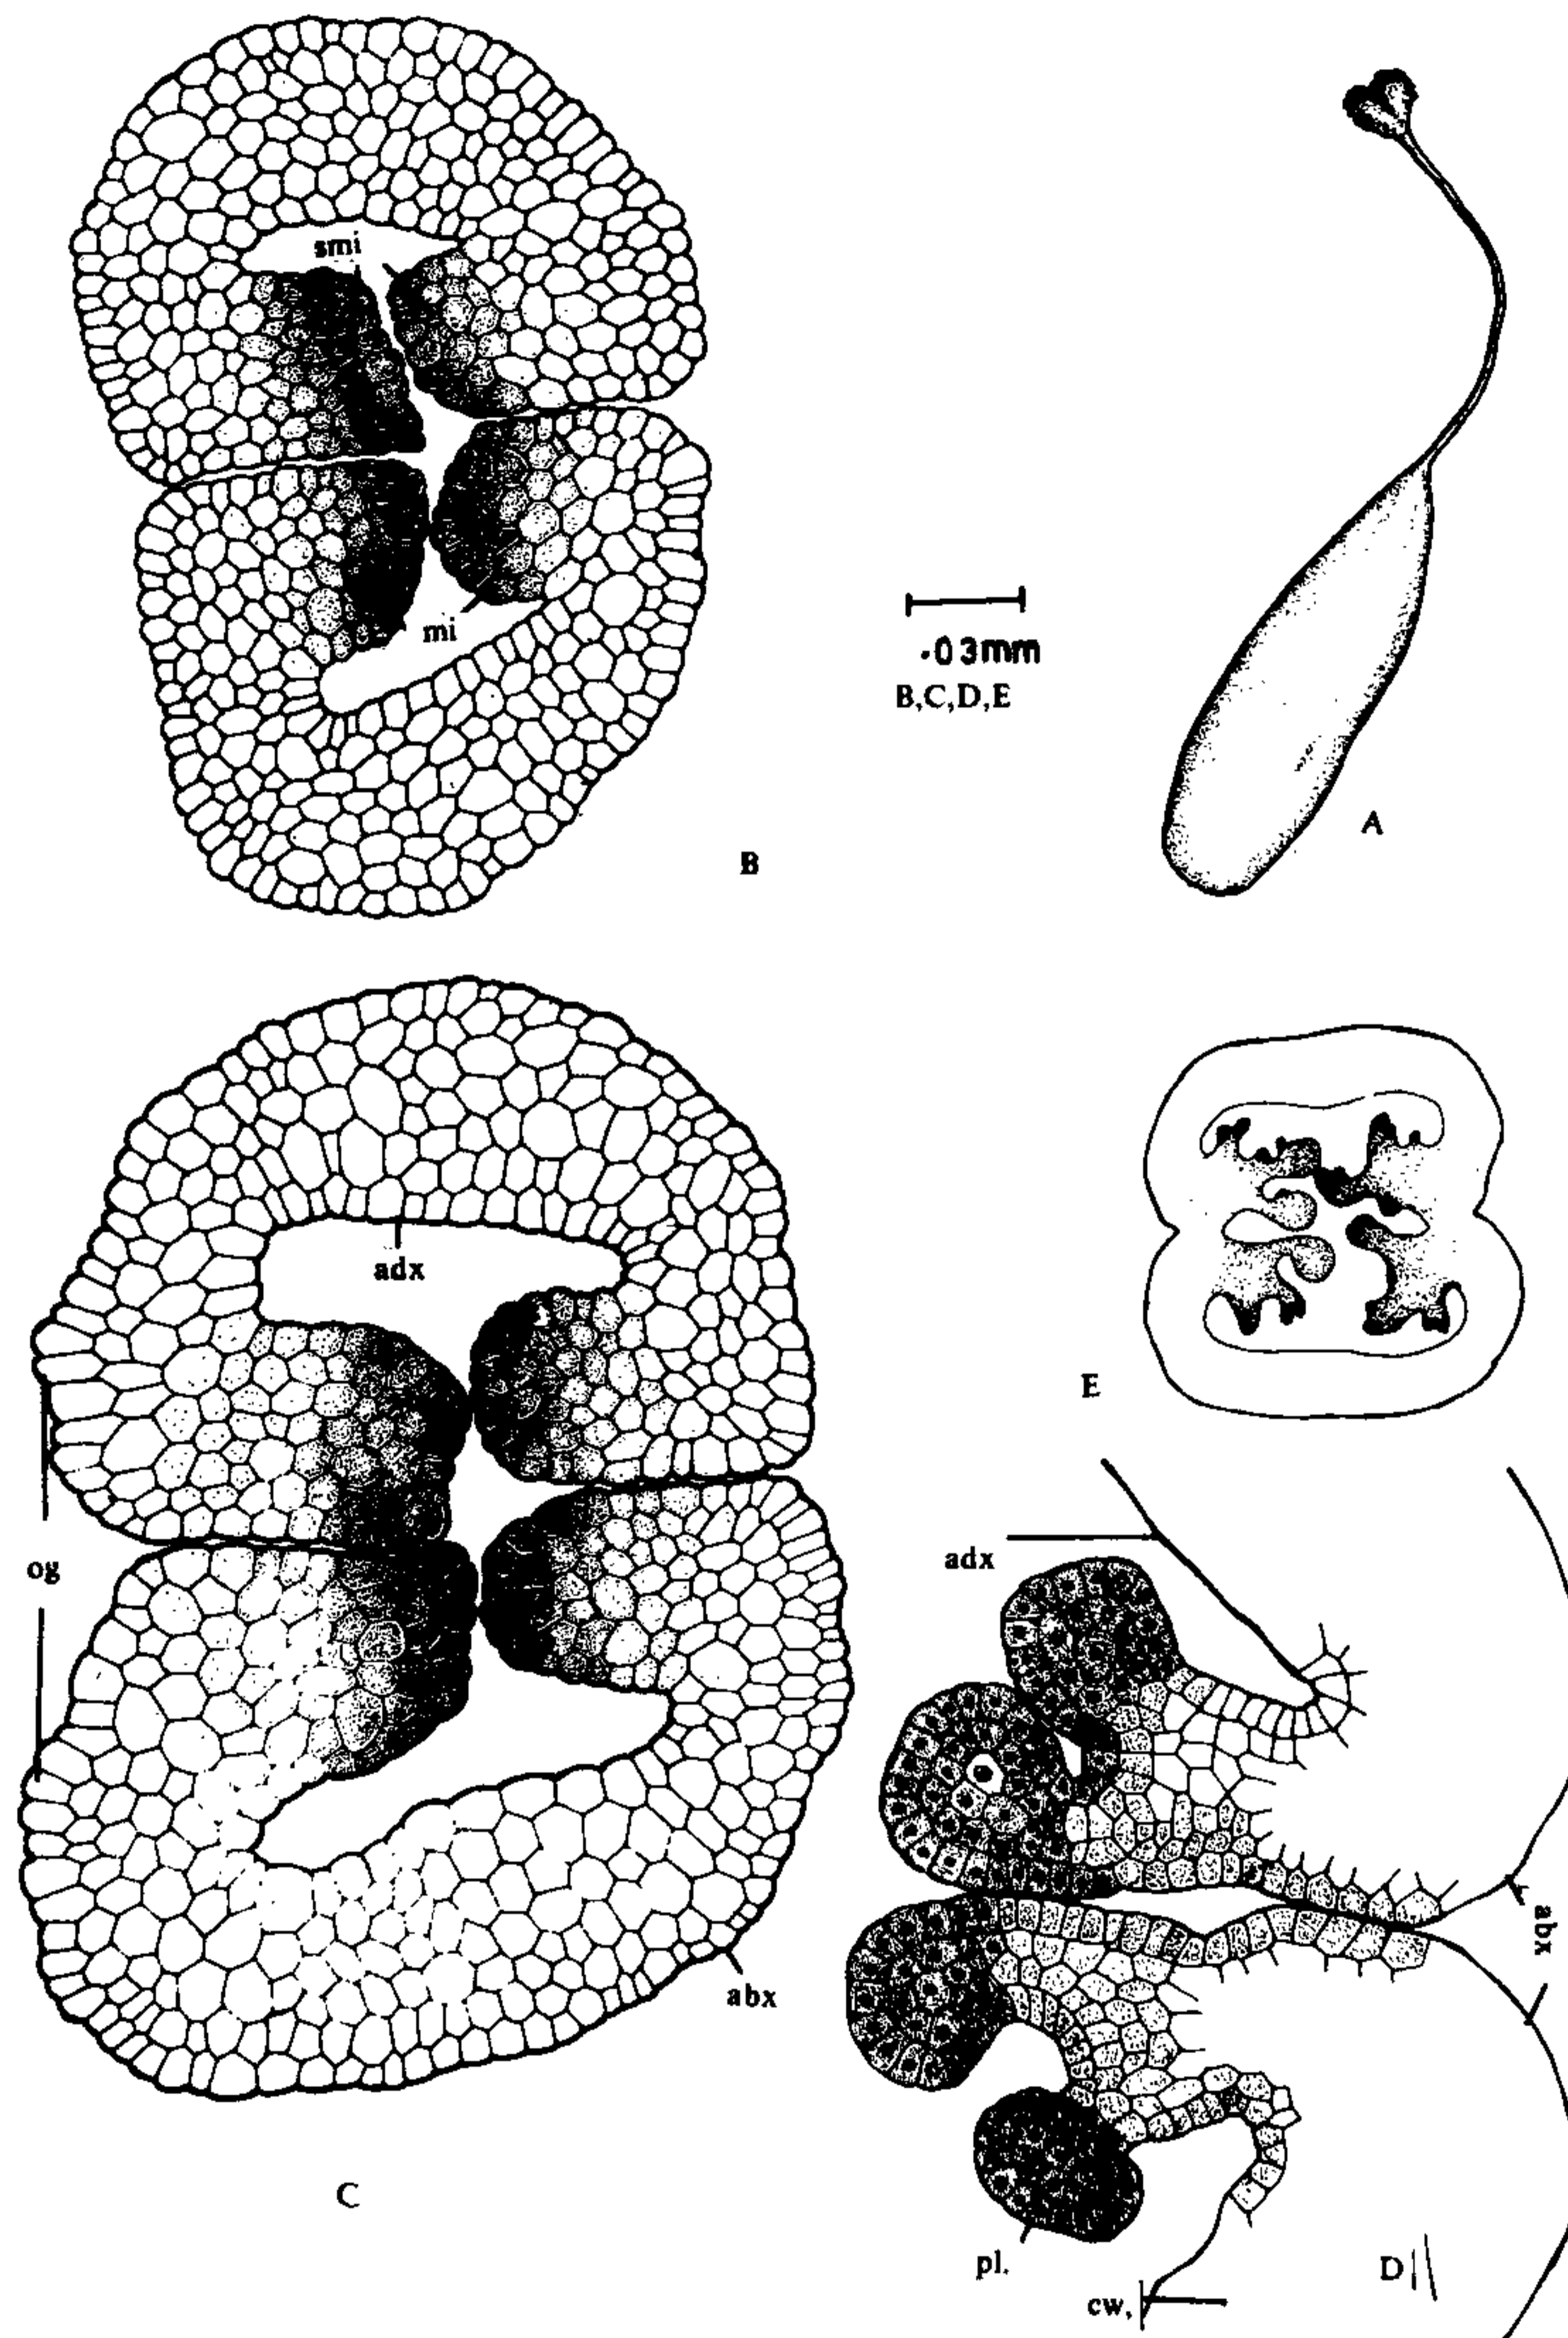 smi
mi
.03mm
B,C,D,E
A
B
adx
E
og
adx
abx
abx
C
pl.
D
cw,